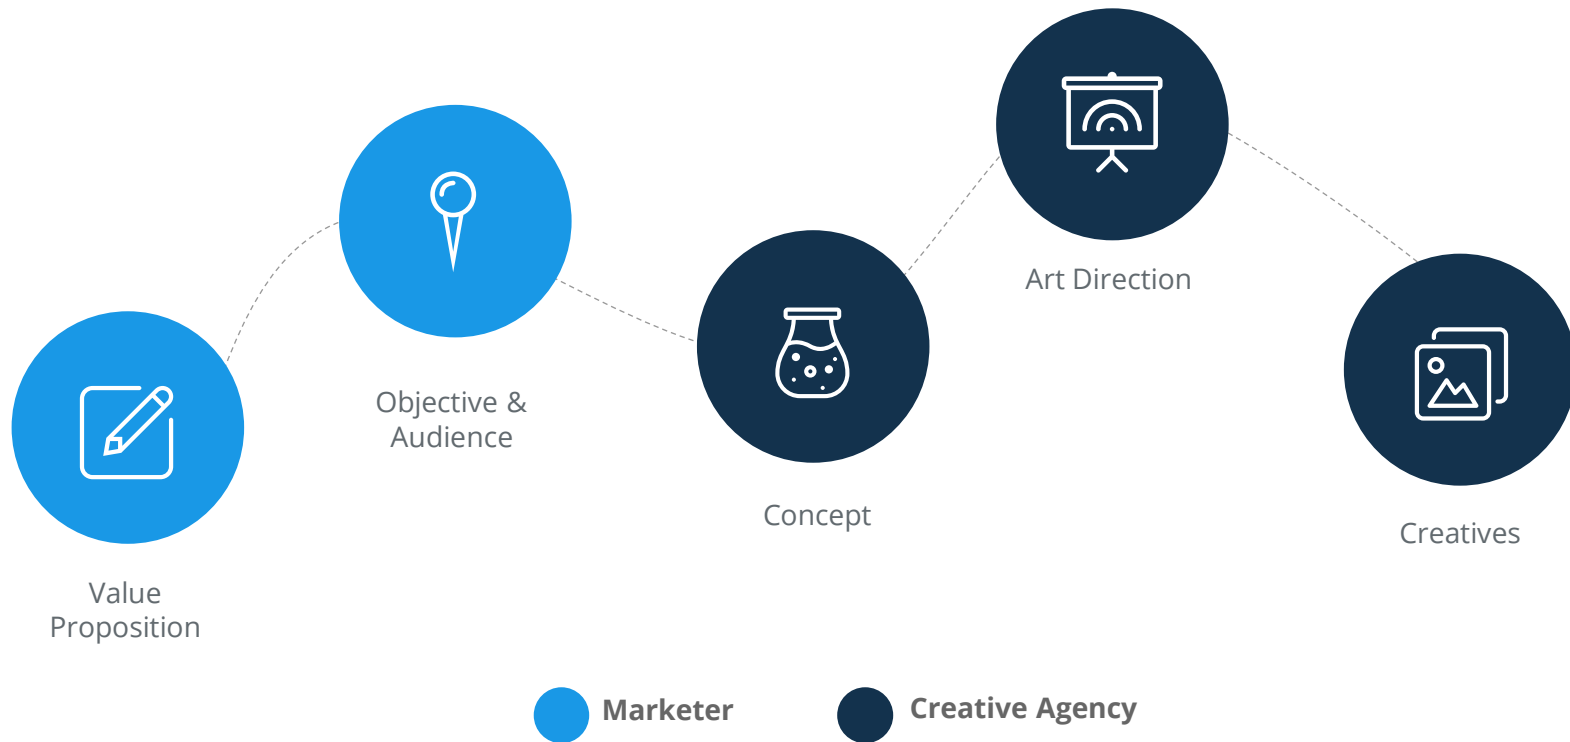 Value
Proposition
Objective &
Audience
Concept
Art Direction
Creatives
Marketer
Creative Agency